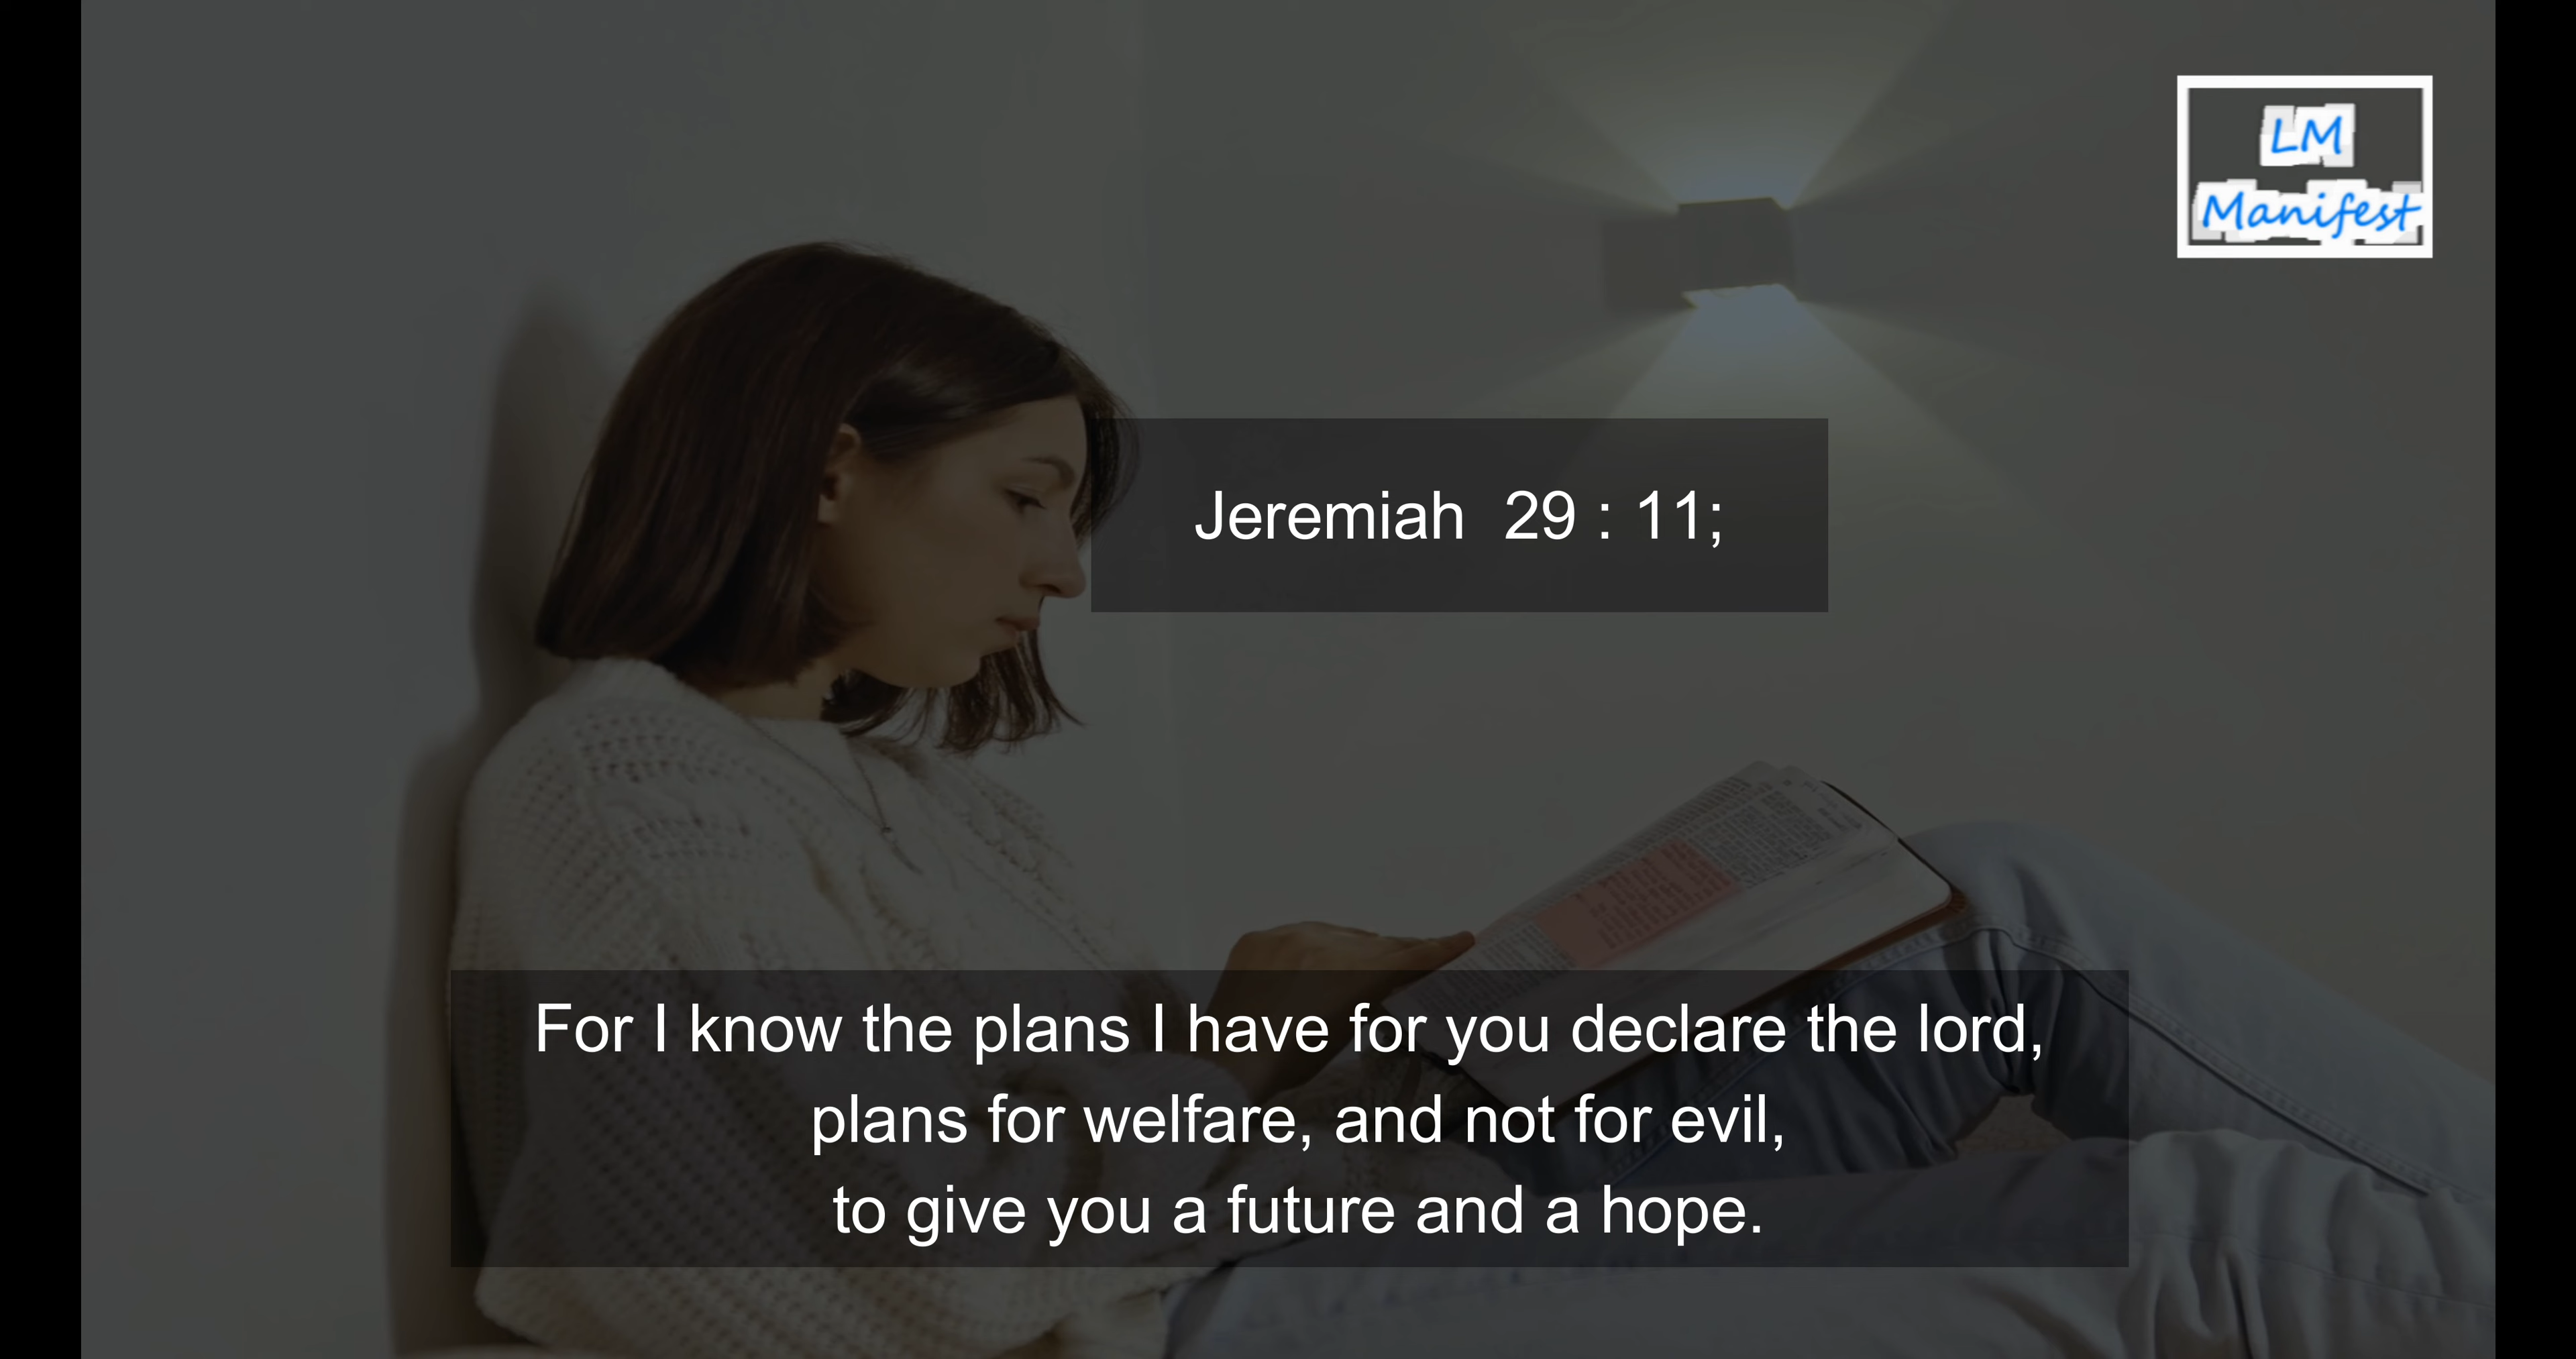 LM
Manifest
Jeremiah  29 : 11;
For I know the plans I have for you declare the lord,
plans for welfare, and not for evil,
to give you a future and a hope.